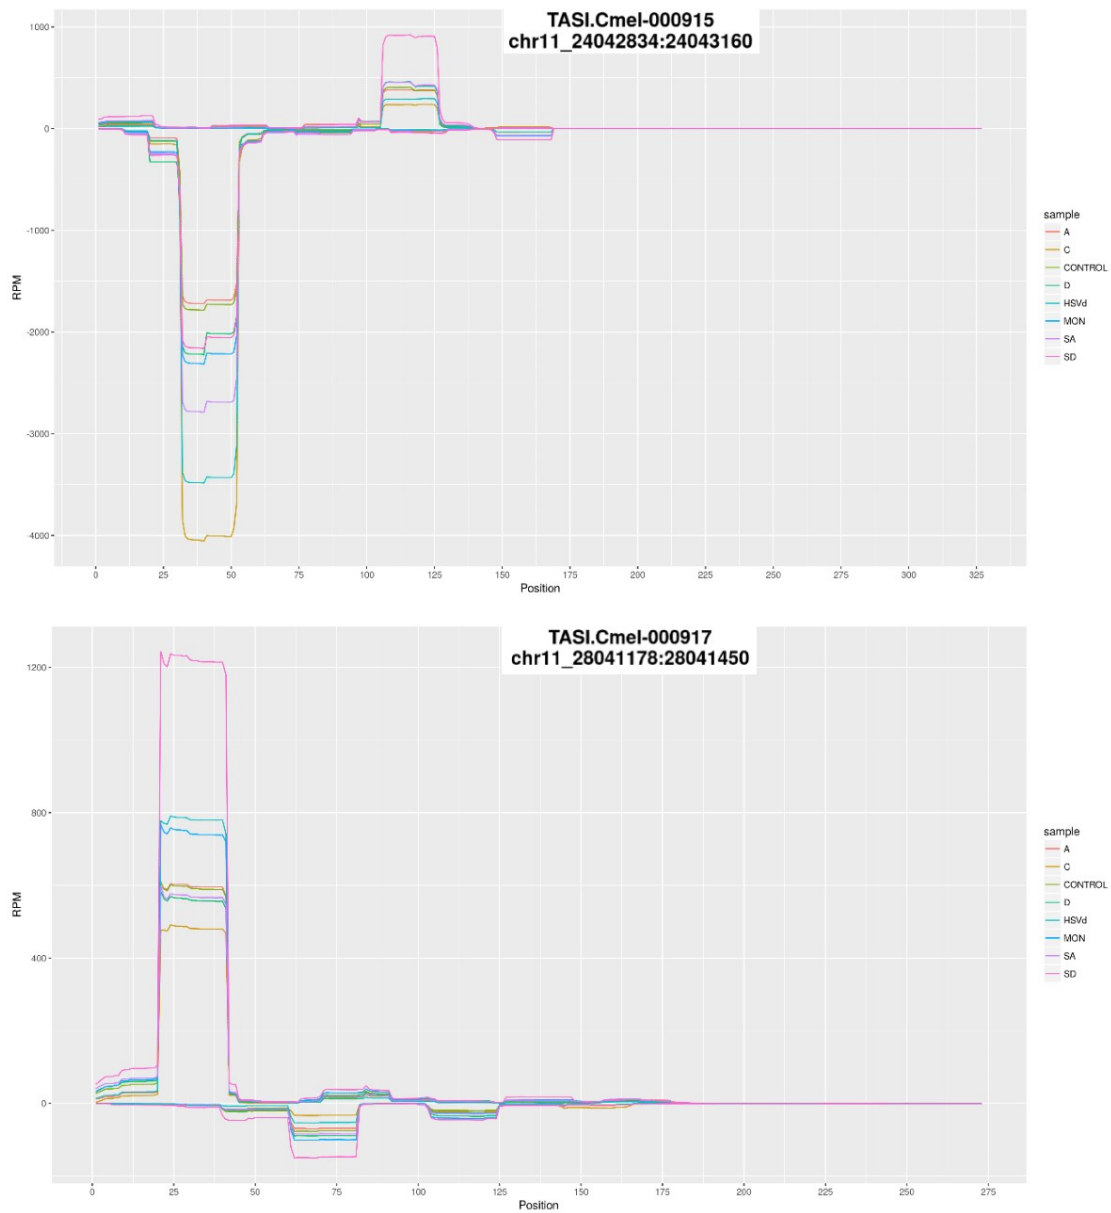 TASI.Cmel-000915
chr11_24042834:24043160
1000
0
-1000
-2000
-3000
-4000
RPM
0 25 50 75 100 125 150 175 200 225 250 275 300 325
Position
sample
A
C
CONTROL
D
HSVd
MON
SA
SD
TASI.Cmel-000917
chr11_28041178:28041450
1200
800
400
0
RPM
0 25 50 75 100 125 150 175 200 225 250 275
Position
sample
A
C
CONTROL
D
HSVd
MON
SA
SD